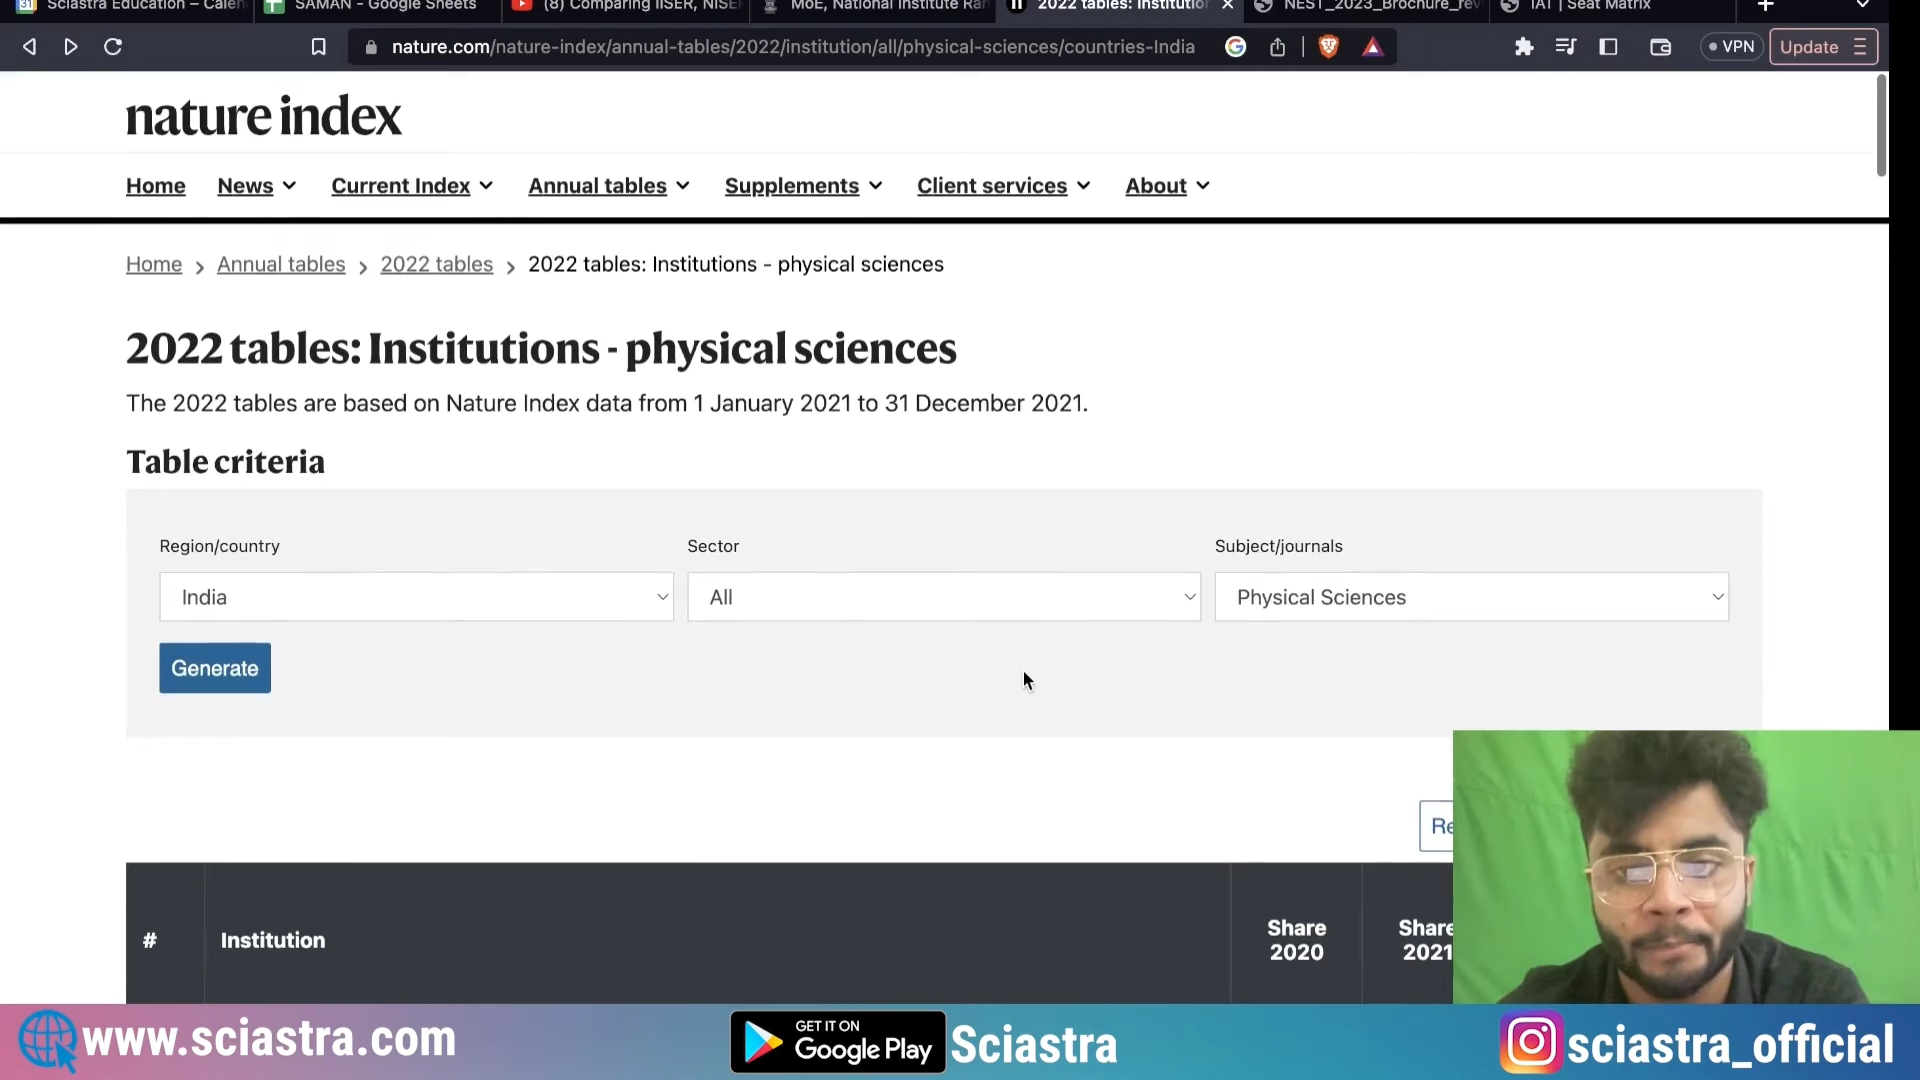 Sciastra Education – Calen
SAMAN - Google Sheets
(8) Comparing IISER, NISE
MoE, National Institute Ran
2022 tables: Institution
NEST_2023_Brochure_rev
IAT | Seat Matrix
nature.com/nature-index/annual-tables/2022/institution/all/physical-sciences/countries-India
VPN
Update
nature index
Home
News
Current Index
Annual tables
Supplements
Client services
About
Home > Annual tables > 2022 tables > 2022 tables: Institutions - physical sciences
2022 tables: Institutions - physical sciences
The 2022 tables are based on Nature Index data from 1 January 2021 to 31 December 2021.
Table criteria
Region/country
Sector
Subject/journals
India
All
Physical Sciences
Generate
Re
#
Institution
Share
2020
Share
2021
www.sciastra.com
GET IT ON
Google Play
Sciastra
sciastra_official